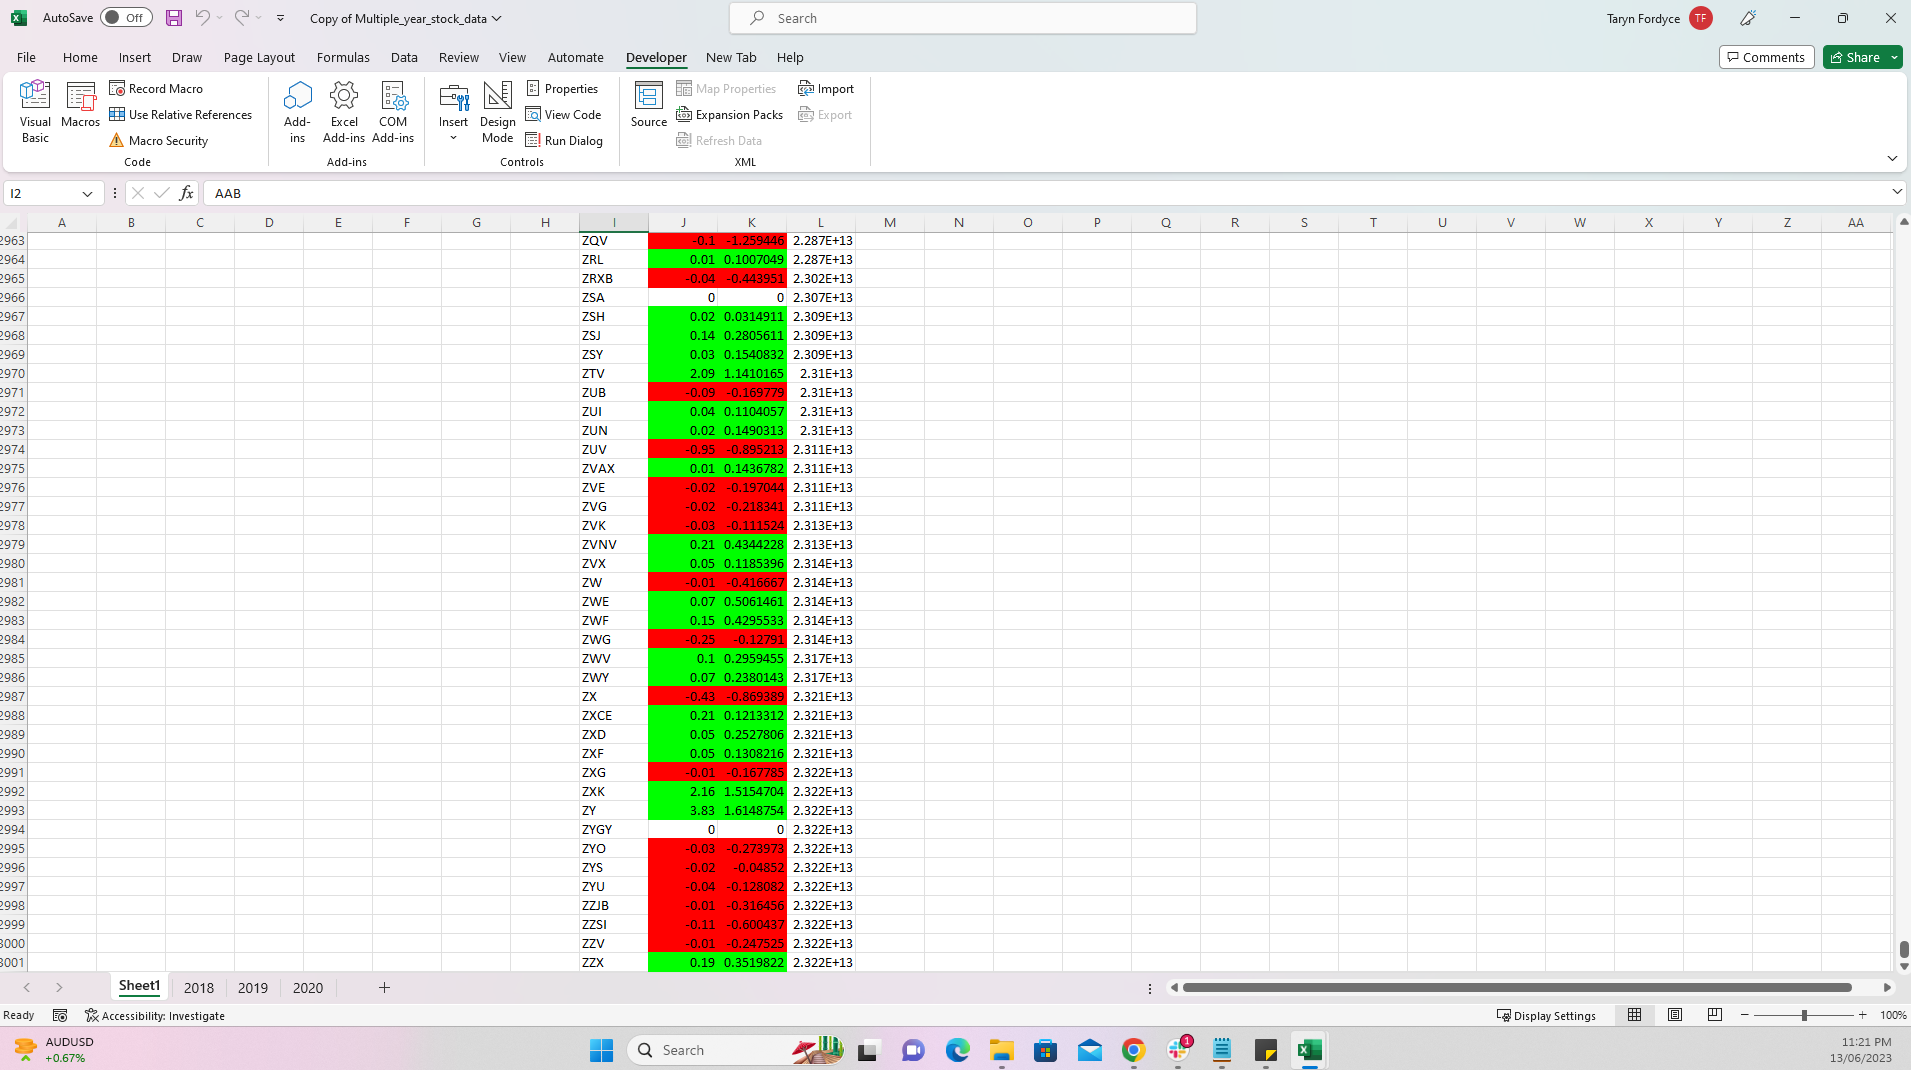 AutoSave Off Copy of Multiple_year_stock_data Search Taryn Fordyce TF
File Home Insert Draw Page Layout Formulas Data Review View Automate Developer New Tab Help Comments Share
Visual Basic Macros Record Macro Use Relative References Macro Security Code
Add-ins Excel Add-ins COM Add-ins Add-ins
Insert Design Mode Properties View Code Run Dialog Controls
Source Map Properties Expansion Packs Refresh Data Import Export XML
I2 fx AAB
A B C D E F G H I J K L M N O P Q R S T U V W X Y Z AA
2963 ZQV -0.1 -1.259446 2.287E+13
2964 ZRL 0.01 0.1007049 2.287E+13
2965 ZRXB -0.04 -0.443951 2.302E+13
2966 ZSA 0 0 2.307E+13
2967 ZSH 0.02 0.0314911 2.309E+13
2968 ZSJ 0.14 0.2805611 2.309E+13
2969 ZSY 0.03 0.1540832 2.309E+13
2970 ZTV 2.09 1.1410165 2.31E+13
2971 ZUB -0.09 -0.169779 2.31E+13
2972 ZUI 0.04 0.1104057 2.31E+13
2973 ZUN 0.02 0.1490313 2.31E+13
2974 ZUV -0.95 -0.895213 2.311E+13
2975 ZVAX 0.01 0.1436782 2.311E+13
2976 ZVE -0.02 -0.197044 2.311E+13
2977 ZVG -0.02 -0.218341 2.311E+13
2978 ZVK -0.03 -0.111524 2.313E+13
2979 ZVNV 0.21 0.4344228 2.313E+13
2980 ZVX 0.05 0.1185396 2.314E+13
2981 ZW -0.01 -0.416667 2.314E+13
2982 ZWE 0.07 0.5061461 2.314E+13
2983 ZWF 0.15 0.4295533 2.314E+13
2984 ZWG -0.25 -0.12791 2.314E+13
2985 ZWV 0.1 0.2959455 2.317E+13
2986 ZWY 0.07 0.2380143 2.317E+13
2987 ZX -0.43 -0.869389 2.321E+13
2988 ZXCE 0.21 0.1213312 2.321E+13
2989 ZXD 0.05 0.2527806 2.321E+13
2990 ZXF 0.05 0.1308216 2.321E+13
2991 ZXG -0.01 -0.167785 2.322E+13
2992 ZXK 2.16 1.5154704 2.322E+13
2993 ZY 3.83 1.6148754 2.322E+13
2994 ZYGY 0 0 2.322E+13
2995 ZYO -0.03 -0.273973 2.322E+13
2996 ZYS -0.02 -0.04852 2.322E+13
2997 ZYU -0.04 -0.128082 2.322E+13
2998 ZZJB -0.01 -0.316456 2.322E+13
2999 ZZSI -0.11 -0.600437 2.322E+13
3000 ZZV -0.01 -0.247525 2.322E+13
3001 ZZX 0.19 0.3519822 2.322E+13
Sheet1 2018 2019 2020
Ready Accessibility: Investigate Display Settings 100%
AUDUSD
+0.67%
Search 1
11:21 PM
13/06/2023